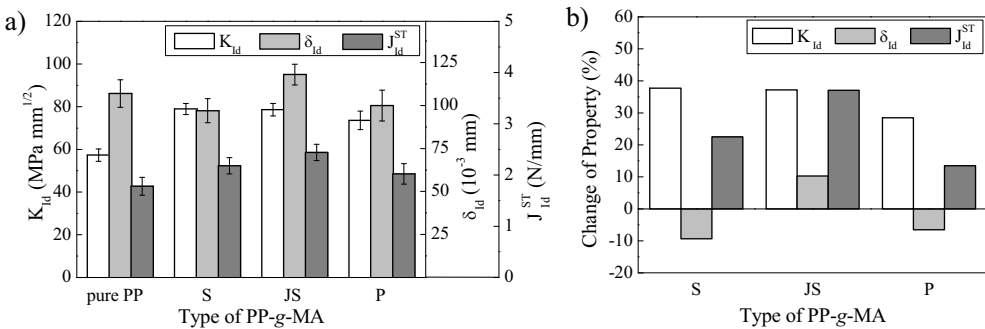 a)
K_Id δ_Id J_Id^ST
K_Id (MPa mm^1/2)
120
100
80
60
40
20
0
pure PP S JS P
Type of PP-g-MA
125
100
75
50
25
δ_Id (10^-3 mm)
5
4
3
2
1
0
J_Id^ST (N/mm)
b)
K_Id δ_Id J_Id^ST
Change of Property (%)
60
50
40
30
20
10
0
-10
-20
S JS P
Type of PP-g-MA